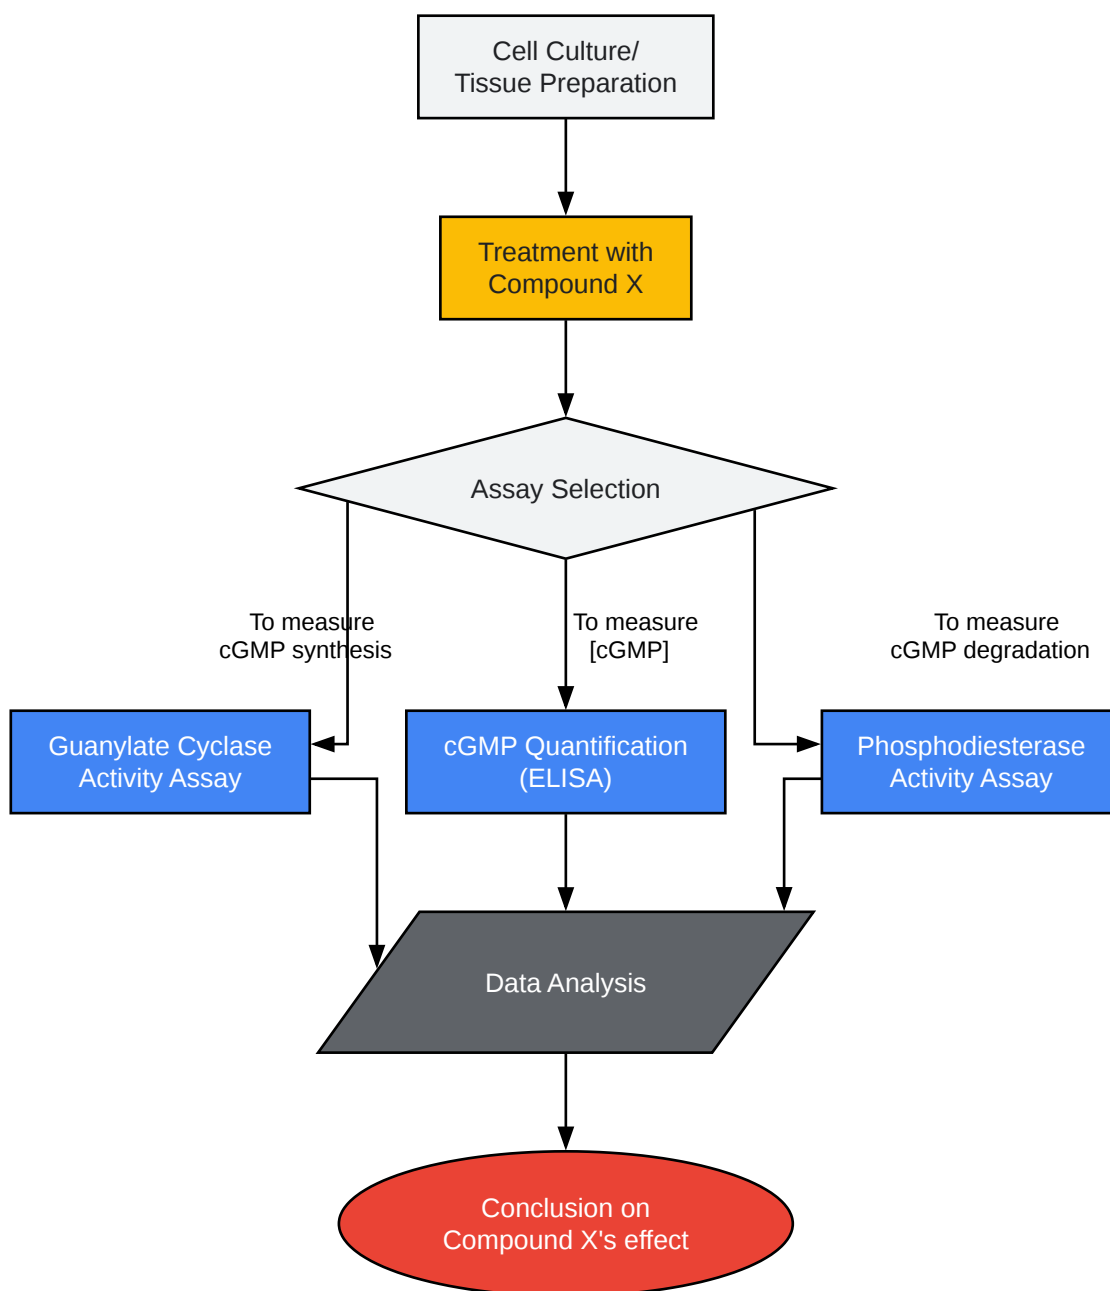 Cell Culture/
Tissue Preparation
Treatment with
Compound X
Assay Selection
To measure
cGMP synthesis
To measure
[cGMP]
To measure
cGMP degradation
Guanylate Cyclase
Activity Assay
cGMP Quantification
(ELISA)
Phosphodiesterase
Activity Assay
Data Analysis
Conclusion on
Compound X's effect